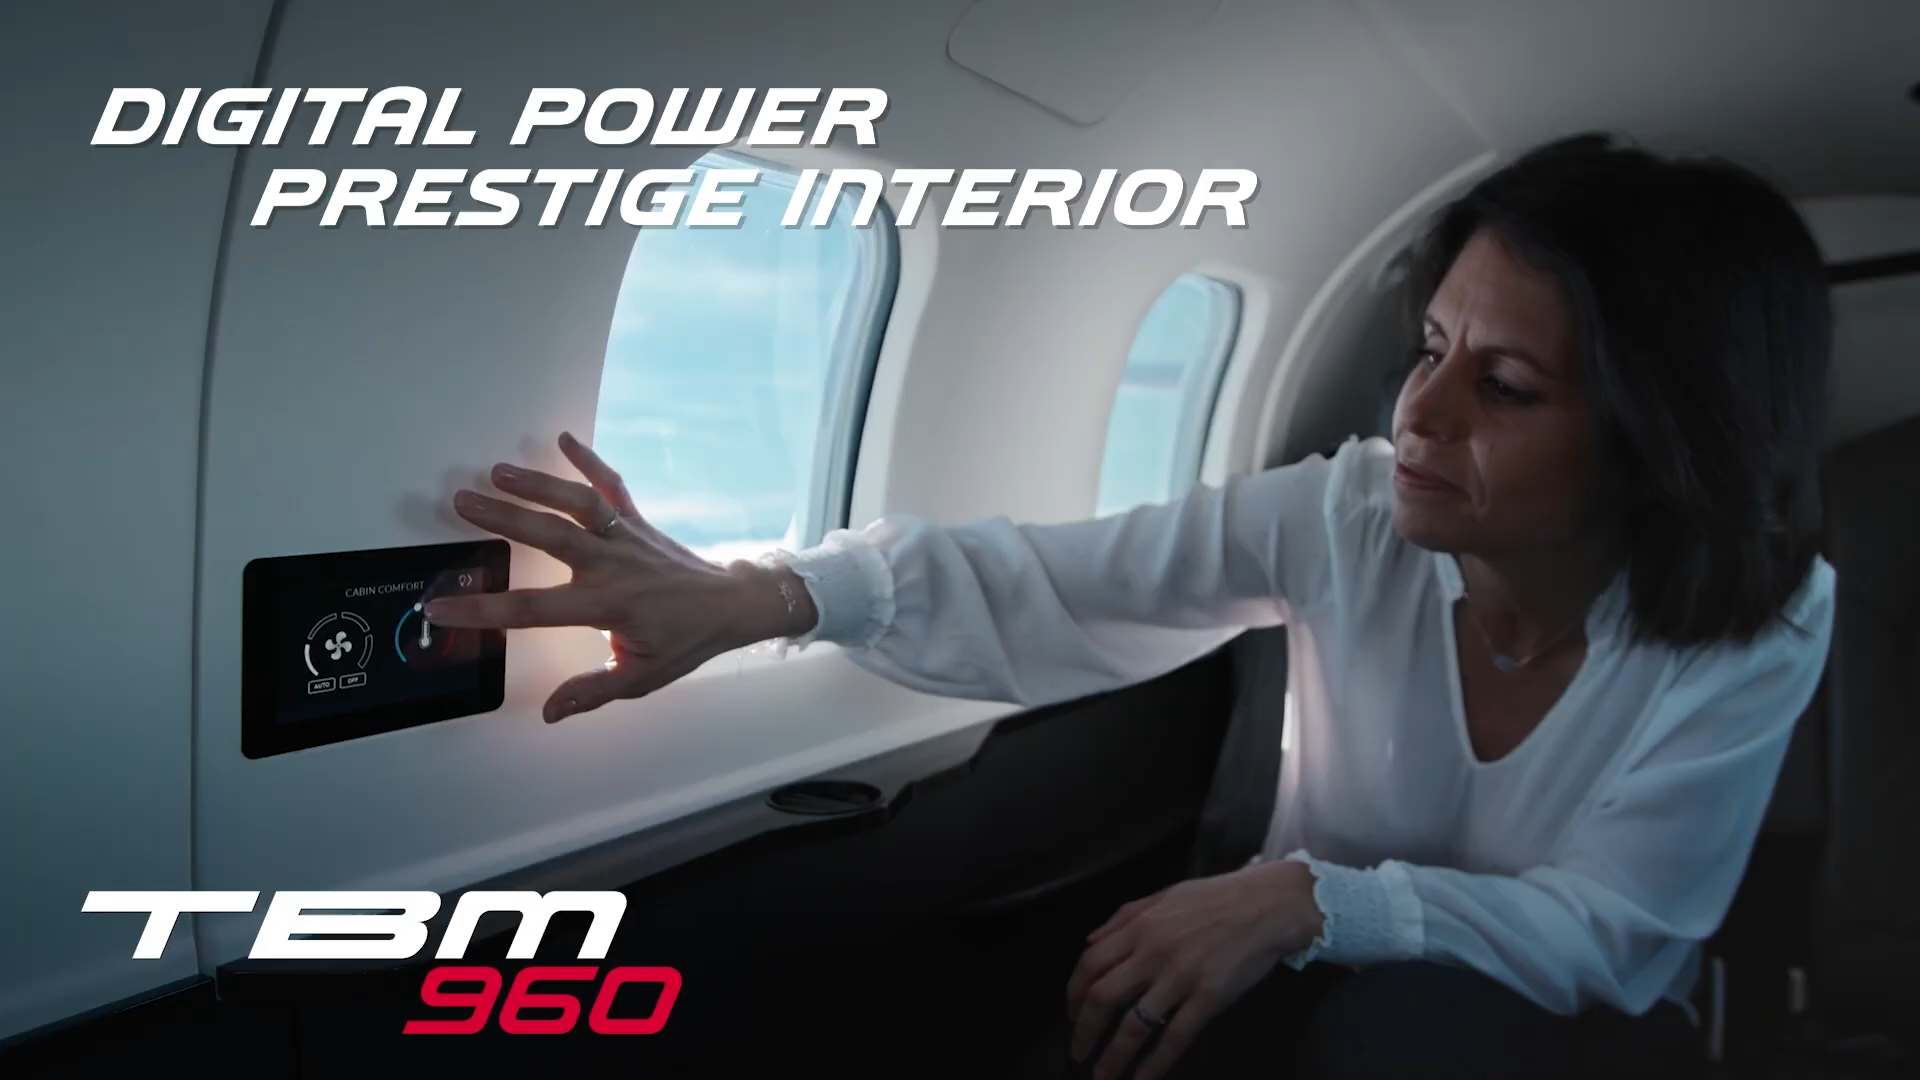 DIGITAL POWER
PRESTIGE INTERIOR
CABIN COMFORT
AUTO OFF
TBM
960